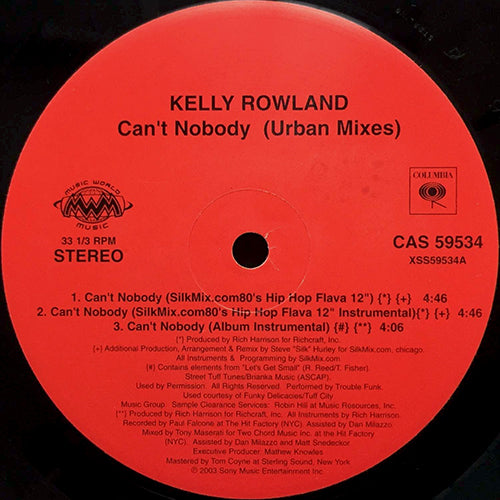 KELLY ROWLAND
Can't Nobody (Urban Mixes)
MUSIC WORLD
MWM
MUSIC
COLUMBIA
33 1/3 RPM
STEREO
CAS 59534
XSS59534A
1. Can't Nobody (SilkMix.com80's Hip Hop Flava 12") {*} {+} 4:46
2. Can't Nobody (SilkMix.com80's Hip Hop Flava 12" Instrumental){*} {+} 4:46
3. Can't Nobody (Album Instrumental) {#} {**} 4:06
{*} Produced by Rich Harrison for Richcraft, Inc.
{+} Additional Production, Arrangement & Remix by Steve "Silk" Hurley for SilkMix.com, chicago.
All Instruments & Programming by SilkMix.com
{#} Contains elements from "Let's Get Small" (R. Reed/T. Fisher).
Street Tuff Tunes/Brianka Music (ASCAP).
Used by Permission. All Rights Reserved. Performed by Trouble Funk.
Used courtesy of Funky Delicacies/Tuff City
Music Group. Sample Clearance Services: Robin Hill at Music Rosources, Inc.
{**} Produced by Rich Harrison for Richcraft, Inc. All Instruments by Rich Harrison.
Recorded by Paul Falcone at The Hit Factory (NYC). Assisted by Dan Milazzo.
Mixed by Tony Maserati for Two Chord Music Inc. at the Hit Factory
(NYC). Assisted by Dan Milazzo and Matt Snedeckor.
Executive Producer: Mathew Knowles
Mastered by Tom Coyne at Sterling Sound, New York
© 2003 Sony Music Entertainment Inc.